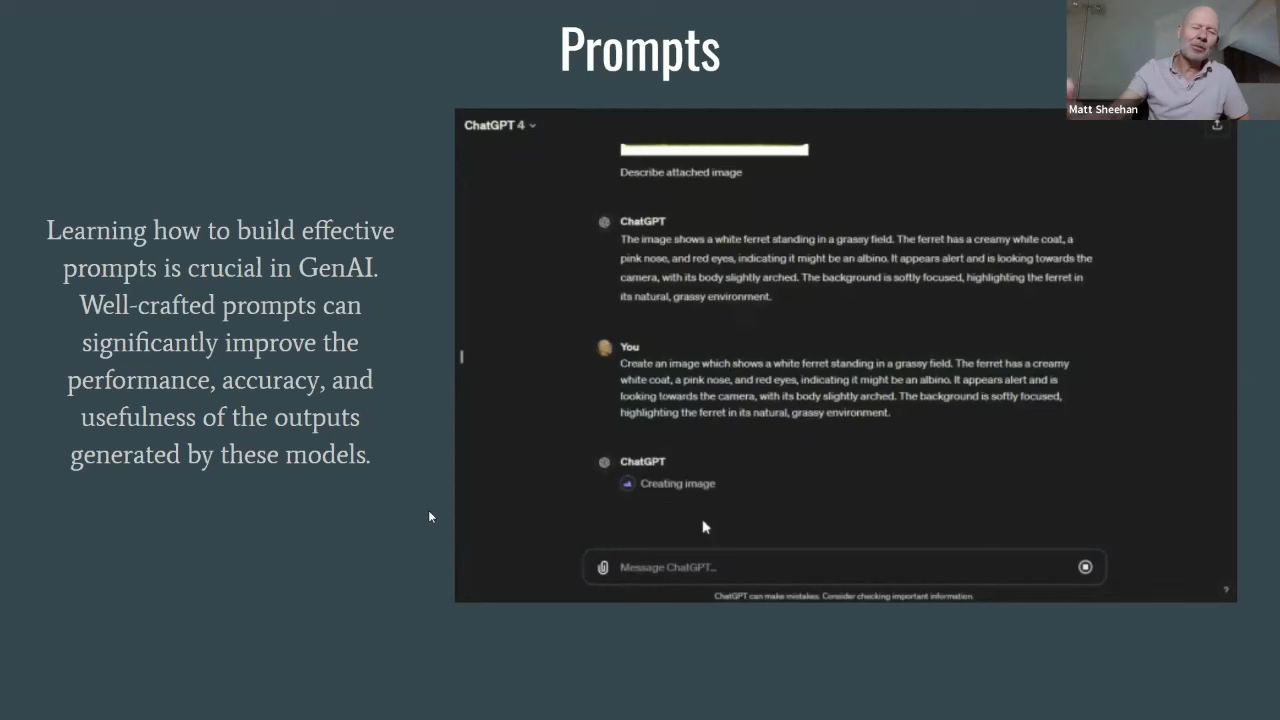 Prompts
Matt Sheehan
Learning how to build effective
prompts is crucial in GenAI.
Well-crafted prompts can
significantly improve the
performance, accuracy, and
usefulness of the outputs
generated by these models.
ChatGPT 4
Describe attached image
ChatGPT
The image shows a white ferret standing in a grassy field. The ferret has a creamy white coat, a
pink nose, and red eyes, indicating it might be an albino. It appears alert and is looking towards the
camera, with its body slightly arched. The background is softly focused, highlighting the ferret in
its natural, grassy environment.
You
Create an image which shows a white ferret standing in a grassy field. The ferret has a creamy
white coat, a pink nose, and red eyes, indicating it might be an albino. It appears alert and is
looking towards the camera, with its body slightly arched. The background is softly focused,
highlighting the ferret in its natural, grassy environment.
ChatGPT
Creating image
Message ChatGPT...
ChatGPT can make mistakes. Consider checking important information.
?